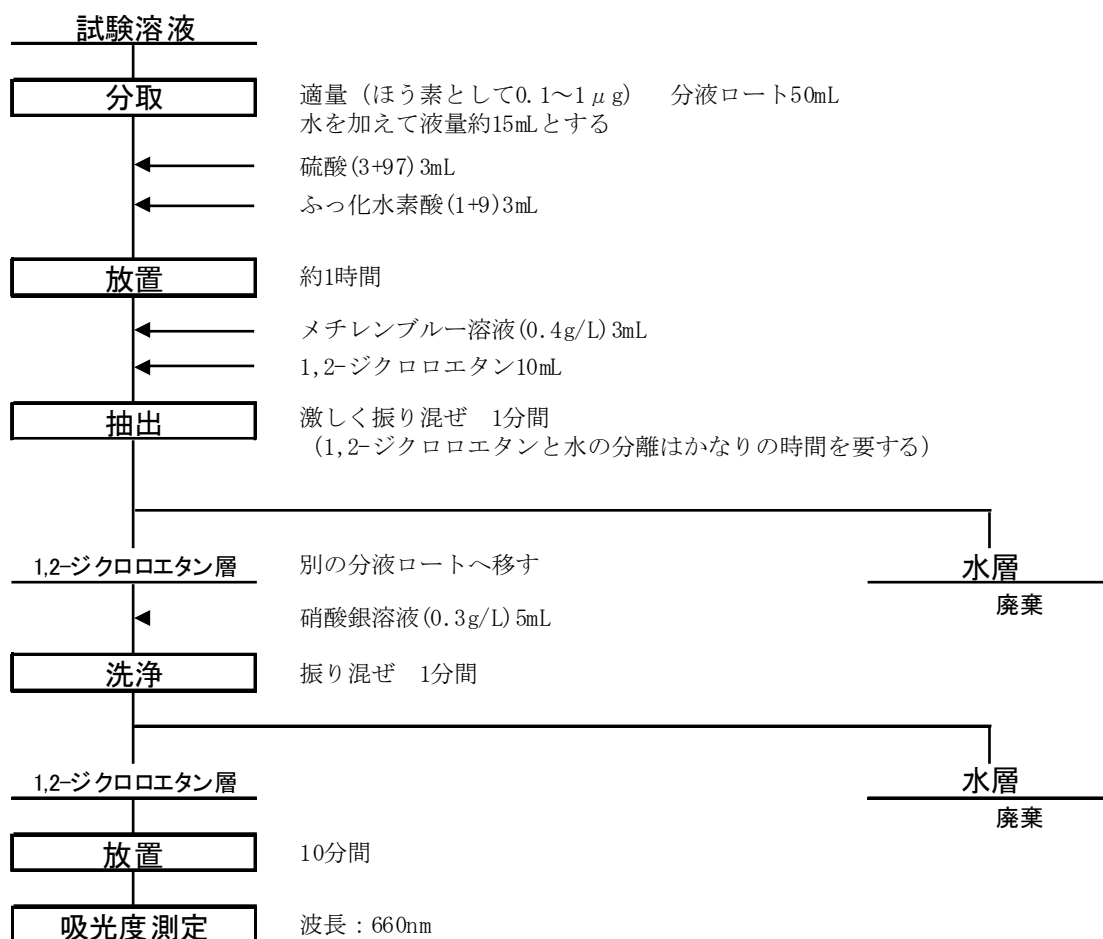 試験溶液
分取
適量（ほう素として0.1～1μg）　分液ロート50mL
水を加えて液量約15mLとする
硫酸(3+97)3mL
ふっ化水素酸(1+9)3mL
放置
約1時間
メチレンブルー溶液(0.4g/L)3mL
1,2-ジクロロエタン10mL
抽出
激しく振り混ぜ　1分間
（1,2-ジクロロエタンと水の分離はかなりの時間を要する）
1,2-ジクロロエタン層
別の分液ロートへ移す
水層
廃棄
硝酸銀溶液(0.3g/L)5mL
洗浄
振り混ぜ　1分間
1,2-ジクロロエタン層
水層
廃棄
放置
10分間
吸光度測定
波長：660nm